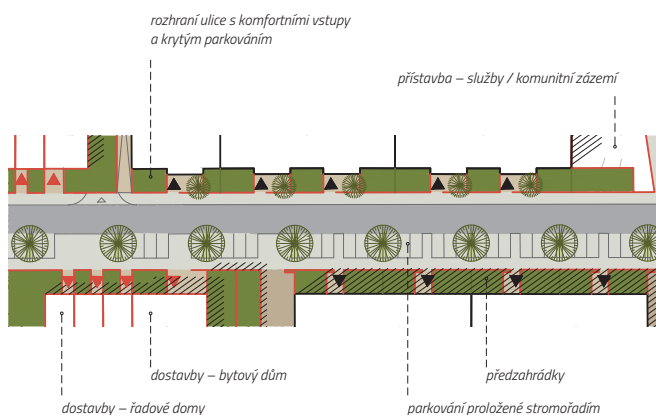 rozhraní ulice s komfortními vstupy
a krytým parkováním
přístavba – služby / komunitní zázemí
dostavby – bytový dům
předzahrádky
dostavby – řadové domy
parkování proložené stromořadím